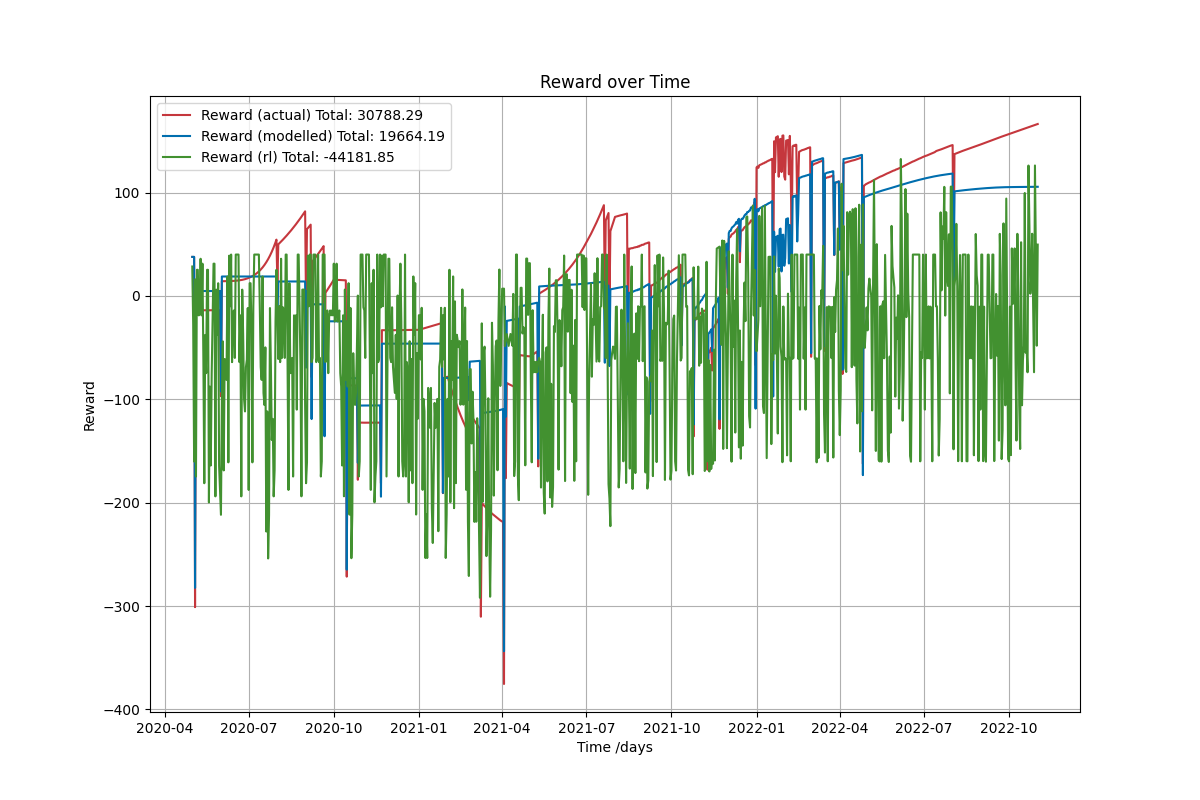 Reward over Time
Reward (actual) Total: 30788.29
Reward (modelled) Total: 19664.19
Reward (rl) Total: -44181.85
100
0
−100
−200
−300
−400
Reward
2020-04 2020-07 2020-10 2021-01 2021-04 2021-07 2021-10 2022-01 2022-04 2022-07 2022-10
Time /days